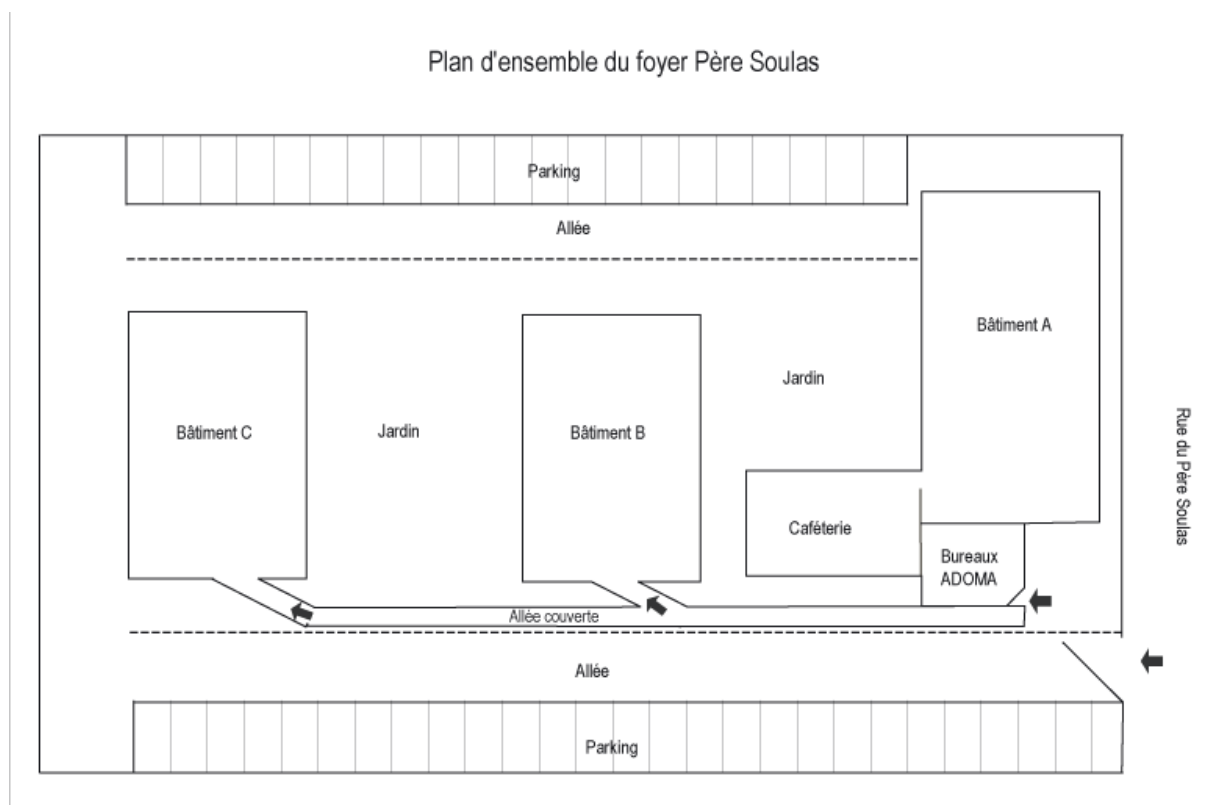 Plan d'ensemble du foyer Père Soulas
Parking
Allée
Bâtiment A
Jardin
Bâtiment C
Jardin
Bâtiment B
Rue du Père Soulas
Caféterie
Bureaux
ADOMA
Allée couverte
Allée
Parking